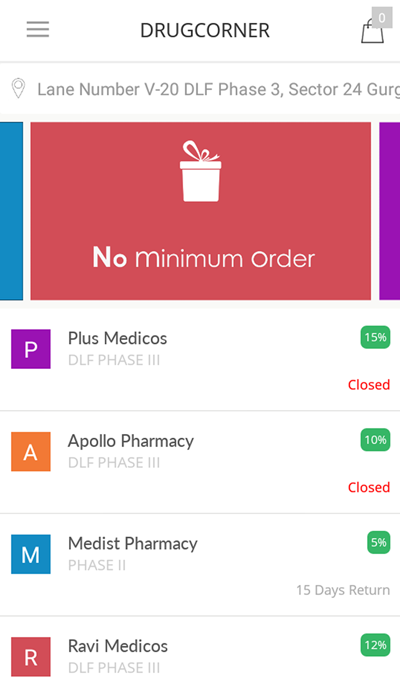 DRUGCORNER
0
Lane Number V-20 DLF Phase 3, Sector 24 Gurg
No minimum order
Plus Medicos
15%
DLF PHASE III
Closed
P
Apollo Pharmacy
10%
DLF PHASE III
Closed
A
Medist Pharmacy
5%
PHASE II
15 Days Return
M
Ravi Medicos
12%
DLF PHASE III
R